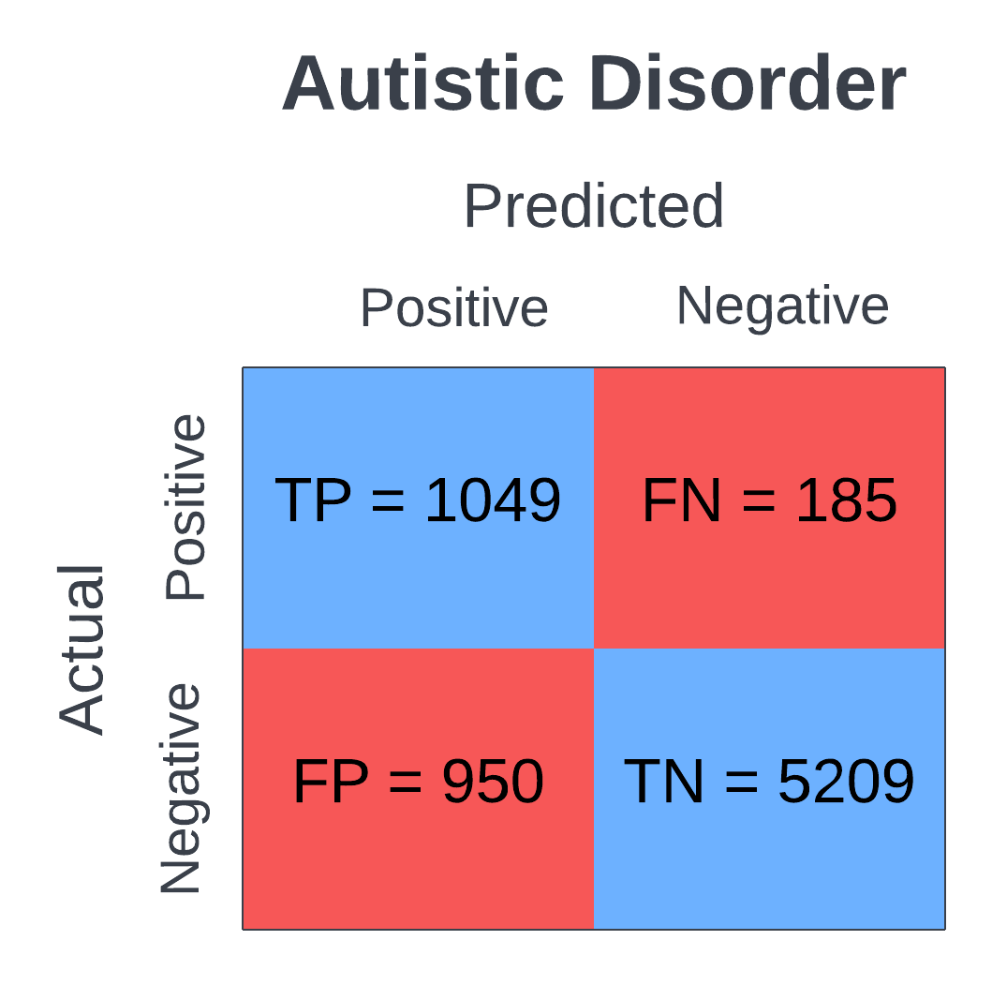 Autistic Disorder
Predicted
Positive Negative
Actual
Positive
TP = 1049 FN = 185
Negative
FP = 950 TN = 5209